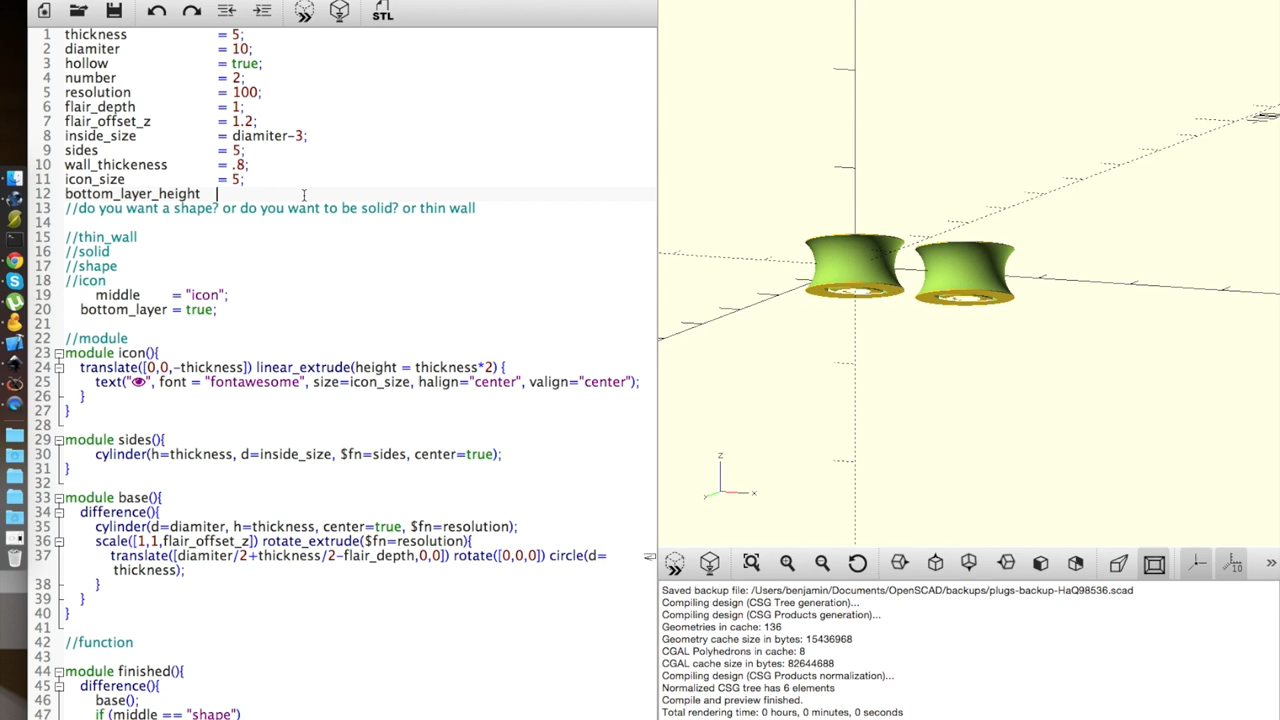 STL
1 thickness = 5;
2 diamiter = 10;
3 hollow = true;
4 number = 2;
5 resolution = 100;
6 flair_depth = 1;
7 flair_offset_z = 1.2;
8 inside_size = diamiter-3;
9 sides = 5;
10 wall_thickeness = .8;
11 icon_size = 5;
12 bottom_layer_height
13 //do you want a shape? or do you want to be solid? or thin wall
14
15 //thin_wall
16 //solid
17 //shape
18 //icon
19 middle = "icon";
20 bottom_layer = true;
21
22 //module
23 module icon(){
24 translate([0,0,-thickness]) linear_extrude(height = thickness*2) {
25 text("👁", font = "fontawesome", size=icon_size, halign="center", valign="center");
26 }
27 }
28
29 module sides(){
30 cylinder(h=thickness, d=inside_size, $fn=sides, center=true);
31 }
32
33 module base(){
34 difference(){
35 cylinder(d=diamiter, h=thickness, center=true, $fn=resolution);
36 scale([1,1,flair_offset_z]) rotate_extrude($fn=resolution){
37 translate([diamiter/2+thickness/2-flair_depth,0,0]) rotate([0,0,0]) circle(d=
thickness);
38 }
39 }
40 }
41
42 //function
43
44 module finished(){
45 difference(){
46 base();
47 if (middle == "shape")
z
x
y
10
»
Saved backup file: /Users/benjamin/Documents/OpenSCAD/backups/plugs-backup-HaQ98536.scad
Compiling design (CSG Tree generation)...
Compiling design (CSG Products generation)...
Geometries in cache: 136
Geometry cache size in bytes: 15436968
CGAL Polyhedrons in cache: 8
CGAL cache size in bytes: 82644688
Compiling design (CSG Products normalization)...
Normalized CSG tree has 6 elements
Compile and preview finished.
Total rendering time: 0 hours, 0 minutes, 0 seconds